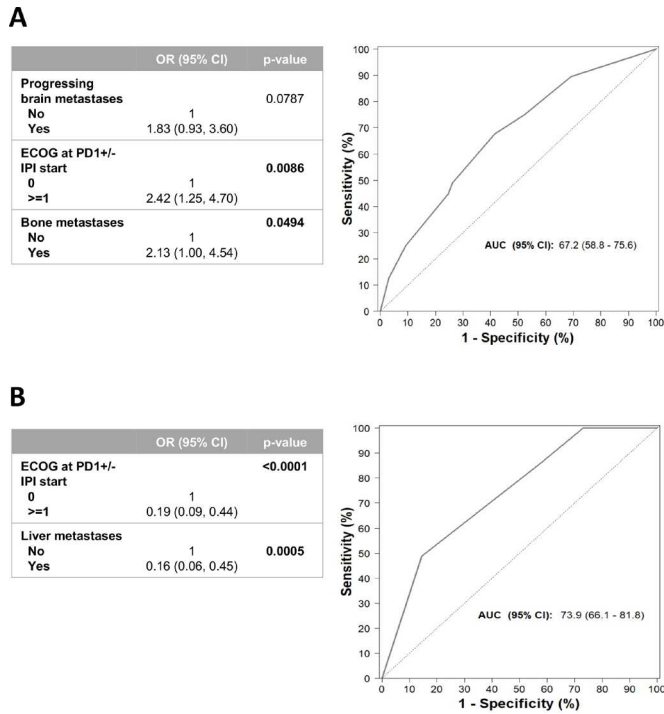 A
OR (95% CI) p-value
Progressing
brain metastases 0.0787
No 1
Yes 1.83 (0.93, 3.60)
ECOG at PD1+/-
IPI start 0.0086
0 1
>=1 2.42 (1.25, 4.70)
Bone metastases 0.0494
No 1
Yes 2.13 (1.00, 4.54)
Sensitivity (%)
100
90
80
70
60
50
40
30
20
10
0
AUC (95% CI): 67.2 (58.8 - 75.6)
0 10 20 30 40 50 60 70 80 90 100
1 - Specificity (%)
B
OR (95% CI) p-value
ECOG at PD1+/- <0.0001
IPI start
0 1
>=1 0.19 (0.09, 0.44)
Liver metastases
No 1 0.0005
Yes 0.16 (0.06, 0.45)
Sensitivity (%)
100
90
80
70
60
50
40
30
20
10
0
AUC (95% CI): 73.9 (66.1 - 81.8)
0 10 20 30 40 50 60 70 80 90 100
1 - Specificity (%)